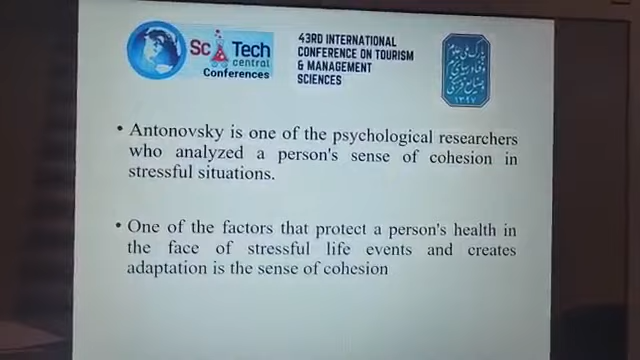 Sc Tech
central
Conferences
43RD INTERNATIONAL
CONFERENCE ON TOURISM
& MANAGEMENT
SCIENCES
۱۳۹۷
• Antonovsky is one of the psychological researchers
who analyzed a person's sense of cohesion in
stressful situations.
• One of the factors that protect a person's health in
the face of stressful life events and creates
adaptation is the sense of cohesion